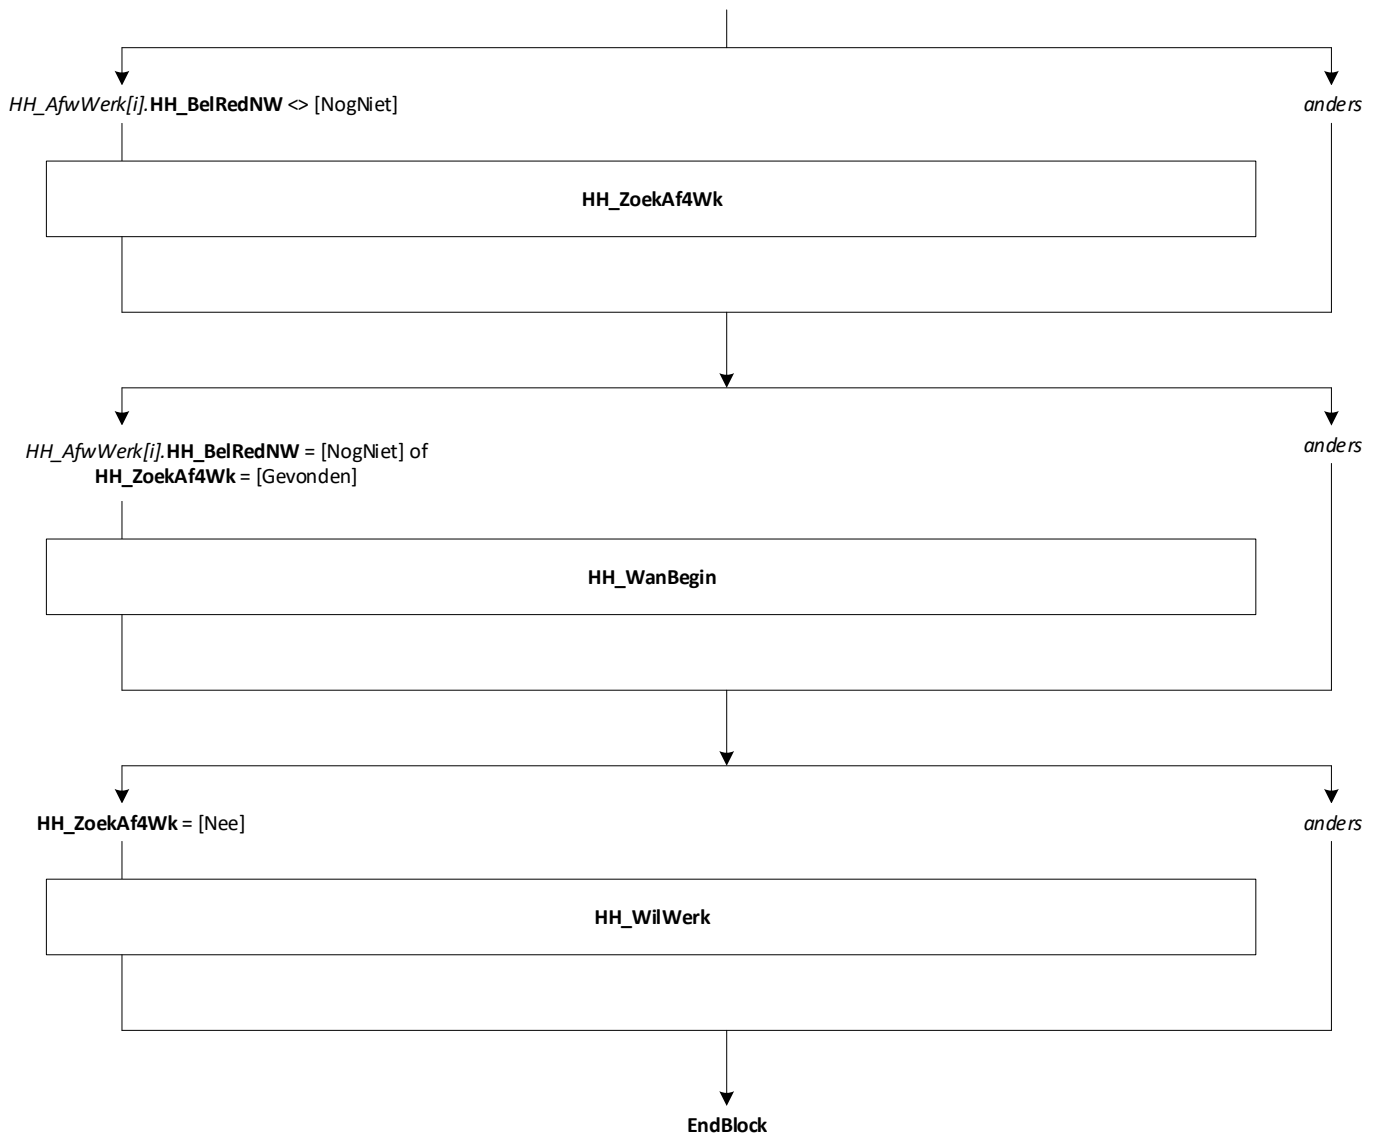 HH_AfwWerk[i].HH_BelRedNW <> [NogNiet]
anders
HH_ZoekAf4Wk
HH_AfwWerk[i].HH_BelRedNW = [NogNiet] of
HH_ZoekAf4Wk = [Gevonden]
anders
HH_WanBegin
HH_ZoekAf4Wk = [Nee]
anders
HH_WilWerk
EndBlock